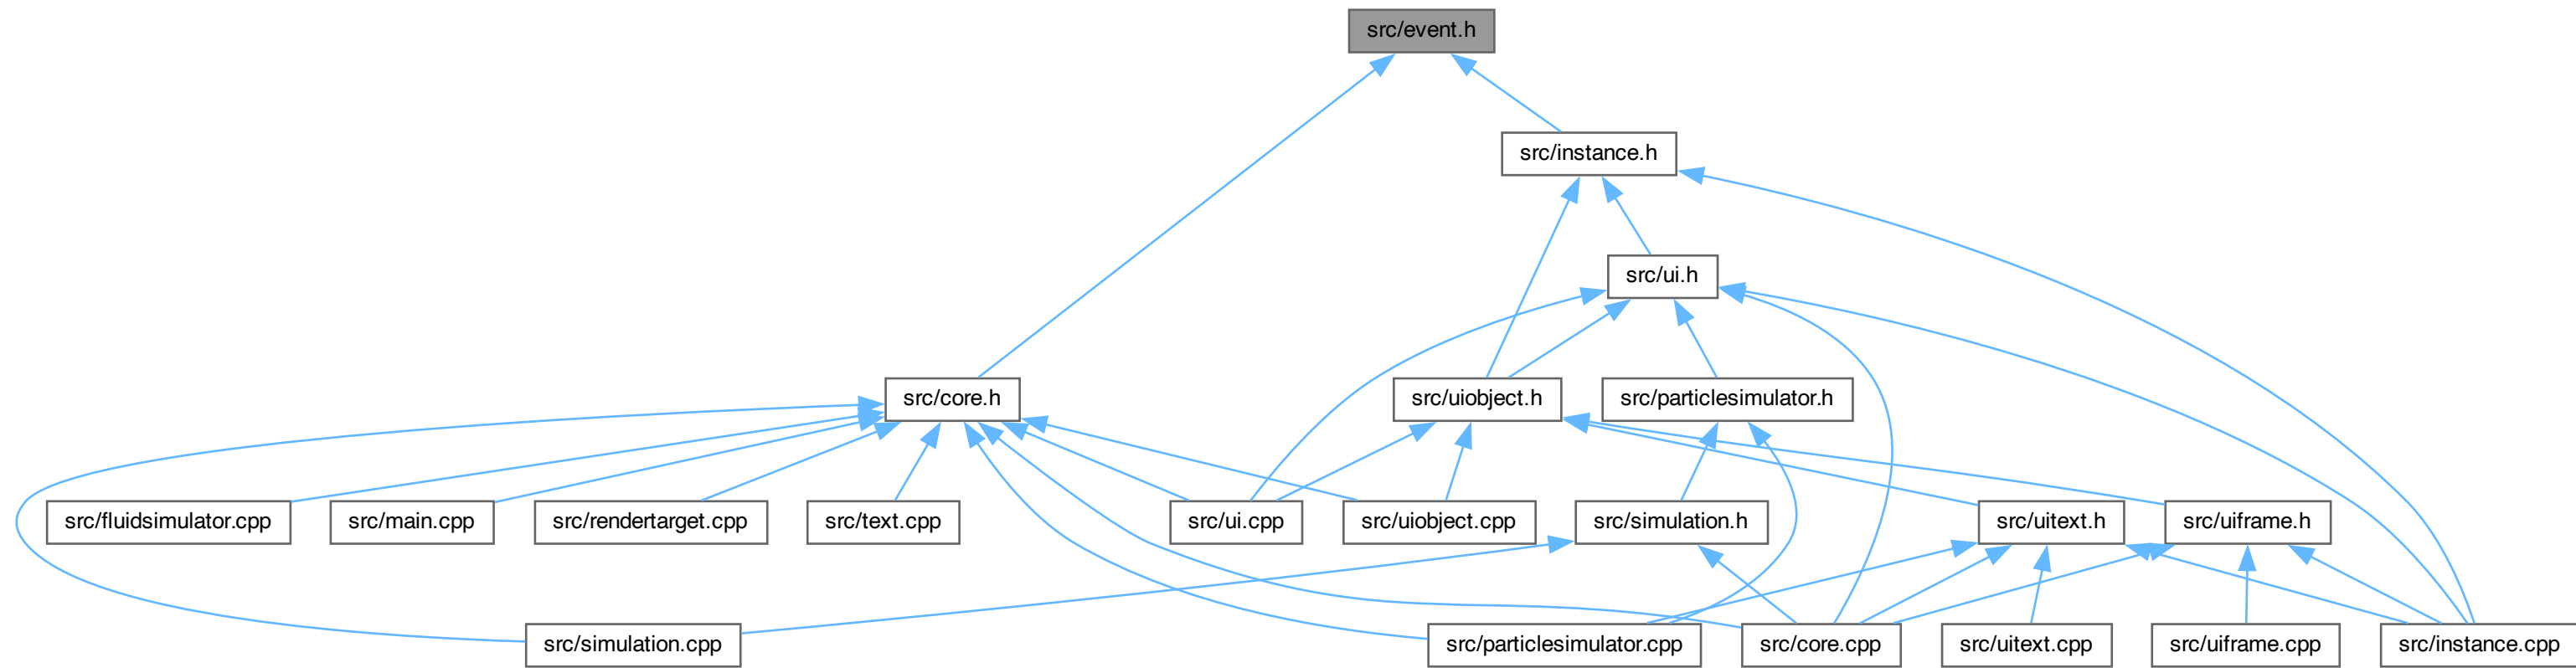 src/event.h
src/instance.h
src/ui.h
src/core.h
src/uiobject.h
src/particlesimulator.h
src/fluidsimulator.cpp
src/main.cpp
src/rendertarget.cpp
src/text.cpp
src/ui.cpp
src/uiobject.cpp
src/simulation.h
src/uitext.h
src/uiframe.h
src/simulation.cpp
src/particlesimulator.cpp
src/core.cpp
src/uitext.cpp
src/uiframe.cpp
src/instance.cpp